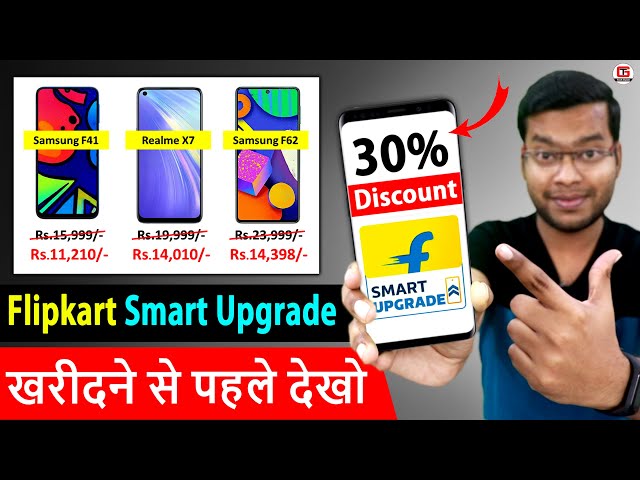 Samsung F41
Realme X7
Samsung F62
Rs.15,999/-
Rs.19,999/-
Rs.23,999/-
Rs.11,210/-
Rs.14,010/-
Rs.14,398/-
30%
Discount
f
SMART
UPGRADE
Flipkart Smart Upgrade
खरीदने से पहले देखो